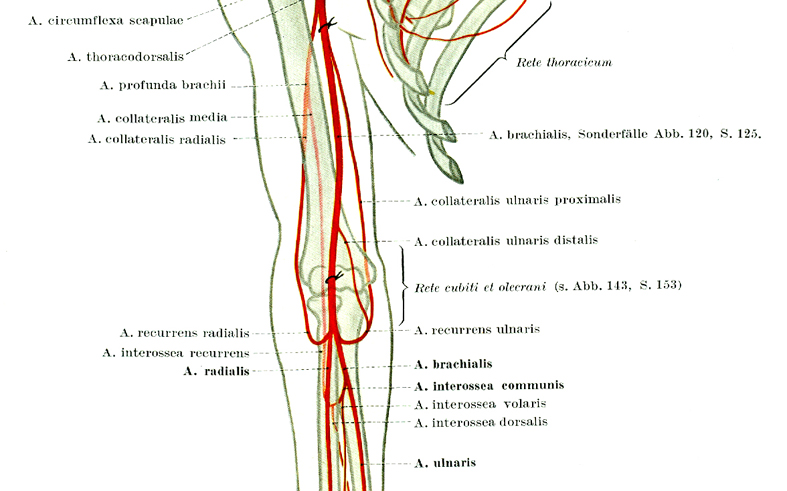 A. circumflexa scapulae
A. thoracodorsalis
Rete thoracicum
A. profunda brachii
A. collateralis media
A. collateralis radialis
A. brachialis, Sonderfälle Abb. 120, S. 125.
A. collateralis ulnaris proximalis
A. collateralis ulnaris distalis
Rete cubiti et olecrani (s. Abb. 143, S. 153)
A. recurrens radialis
A. recurrens ulnaris
A. interossea recurrens
A. radialis
A. brachialis
A. interossea communis
A. interossea volaris
A. interossea dorsalis
A. ulnaris